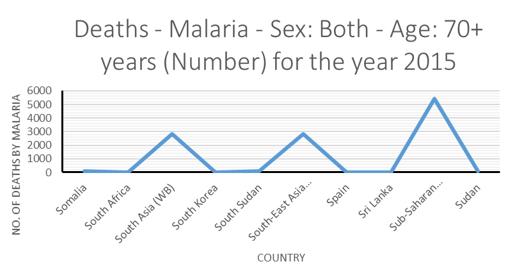 Deaths - Malaria - Sex: Both - Age: 70+
years (Number) for the year 2015
NO. OF DEATHS BY MALARIA
6000
5000
4000
3000
2000
1000
0
Somalia
South Africa
South Asia (WB)
South Korea
South Sudan
South-East Asia...
Spain
Sri Lanka
Sub-Saharan...
Sudan
COUNTRY